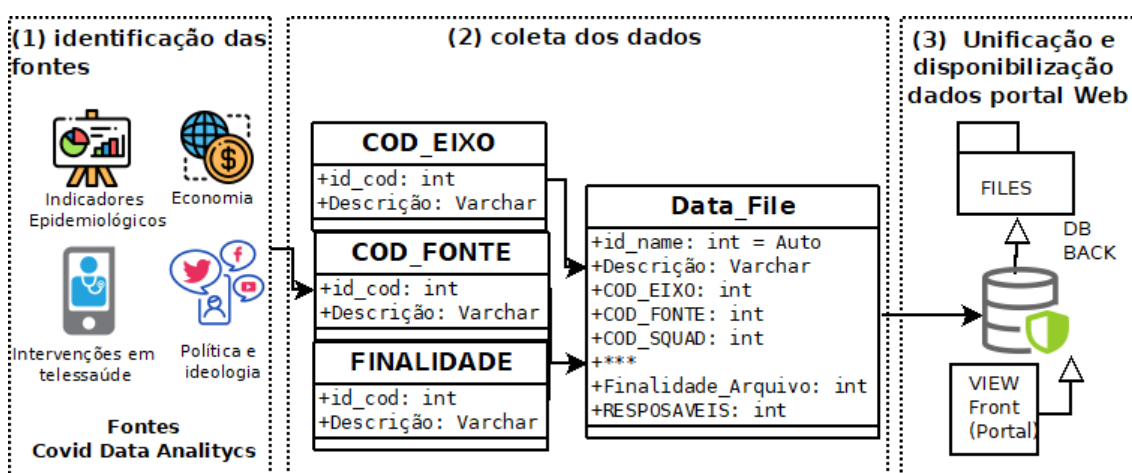 (1) identificação das
fontes
Indicadores
Epidemiológicos
Economia
Intervenções em
telessaúde
Política e
ideologia
Fontes
Covid Data Analitycs
(2) coleta dos dados
COD_EIXO
+id_cod: int
+Descrição: Varchar
COD_FONTE
+id_cod: int
+Descrição: Varchar
FINALIDADE
+id_cod: int
+Descrição: Varchar
Data_File
+id_name: int = Auto
+Descrição: Varchar
+COD_EIXO: int
+COD_FONTE: int
+COD_SQUAD: int
+***
+Finalidade_Arquivo: int
+RESPOSAVEIS: int
(3) Unificação e
disponibilização
dados portal Web
FILES
DB
BACK
VIEW
Front
(Portal)